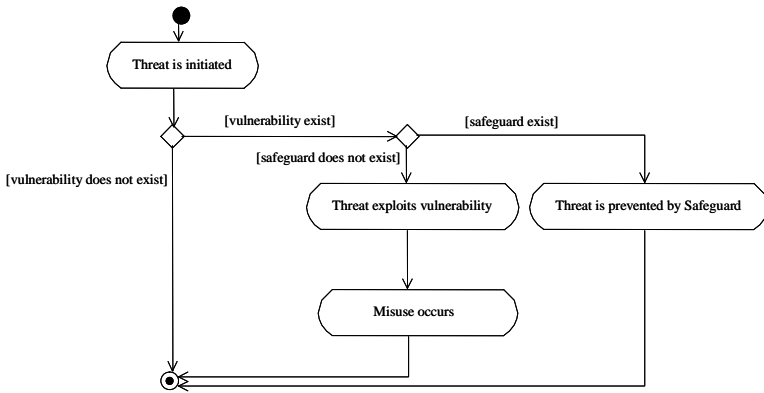 Threat is initiated
[vulnerability exist]
[safeguard exist]
[safeguard does not exist]
[vulnerability does not exist]
Threat exploits vulnerability
Threat is prevented by Safeguard
Misuse occurs